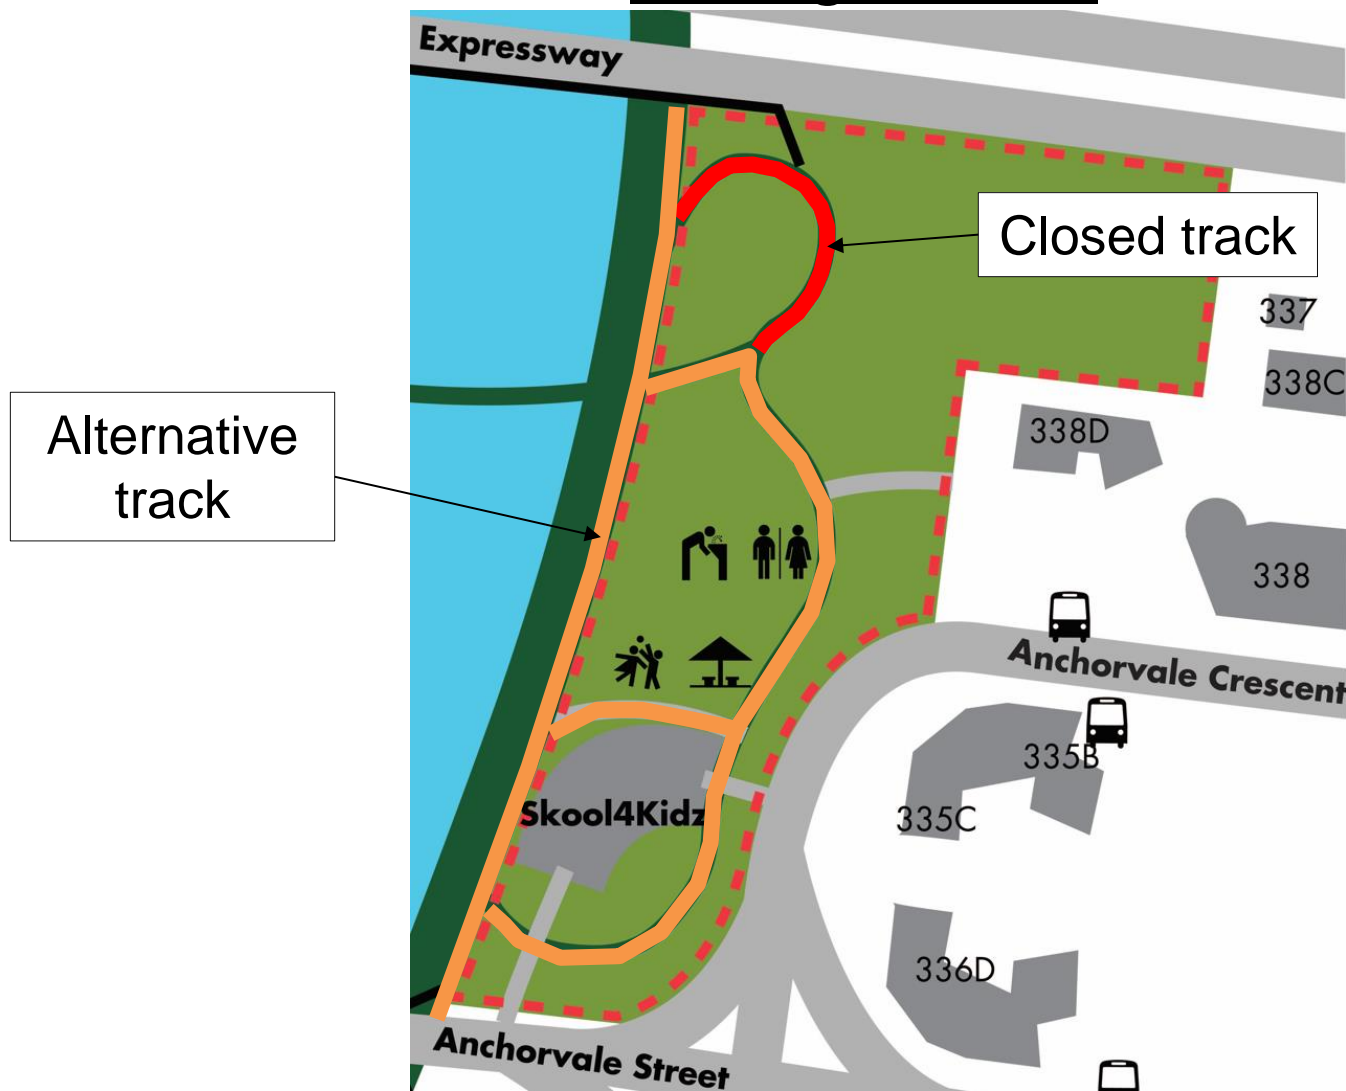 Expressway
Closed track
337
338C
Alternative
track
338D
338
Anchorvale Crescent
335B
Skool4Kidz
335C
336D
Anchorvale Street